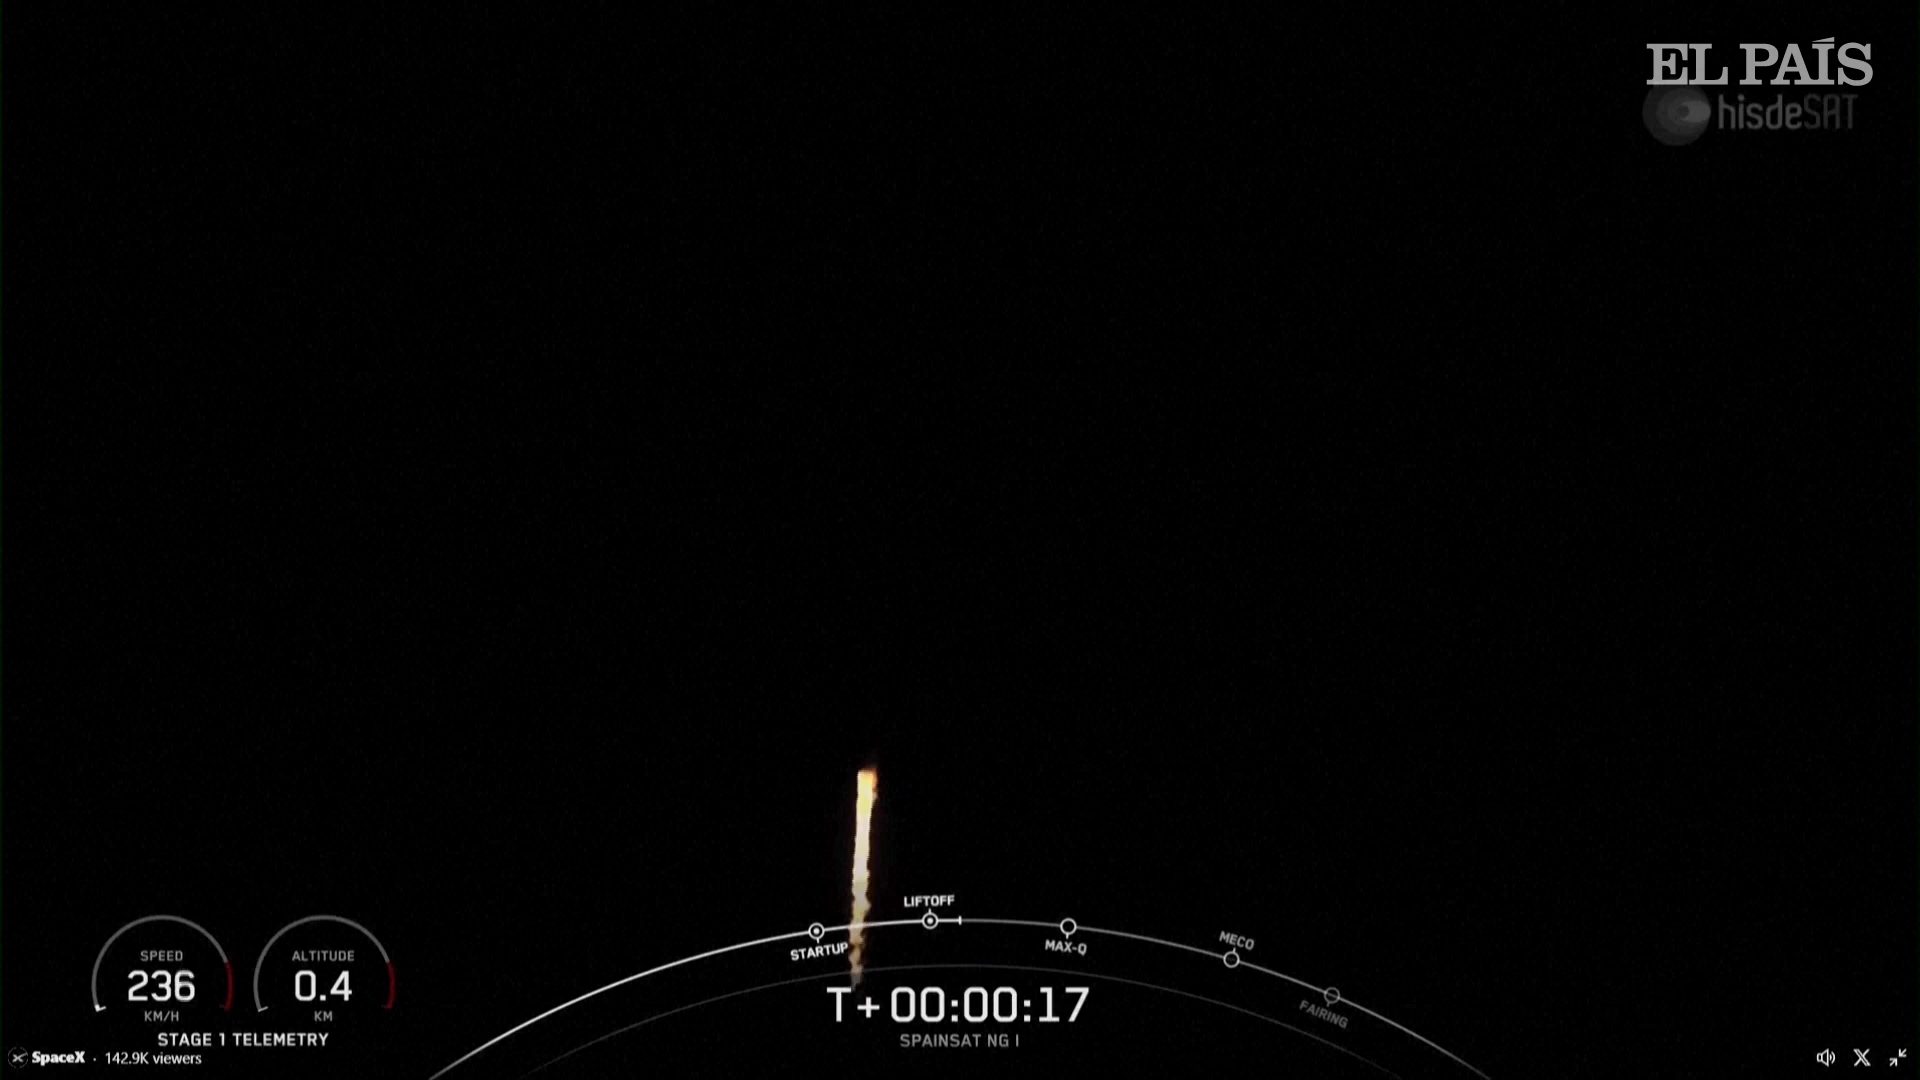 EL PAÍS
hisdeSAT
LIFTOFF
STARTUP
MAX-Q
MECO
FAIRING
SPEED
236
KM/H
ALTITUDE
0.4
KM
STAGE 1 TELEMETRY
T+00:00:17
SPAINSAT NG I
SpaceX · 142.9K viewers